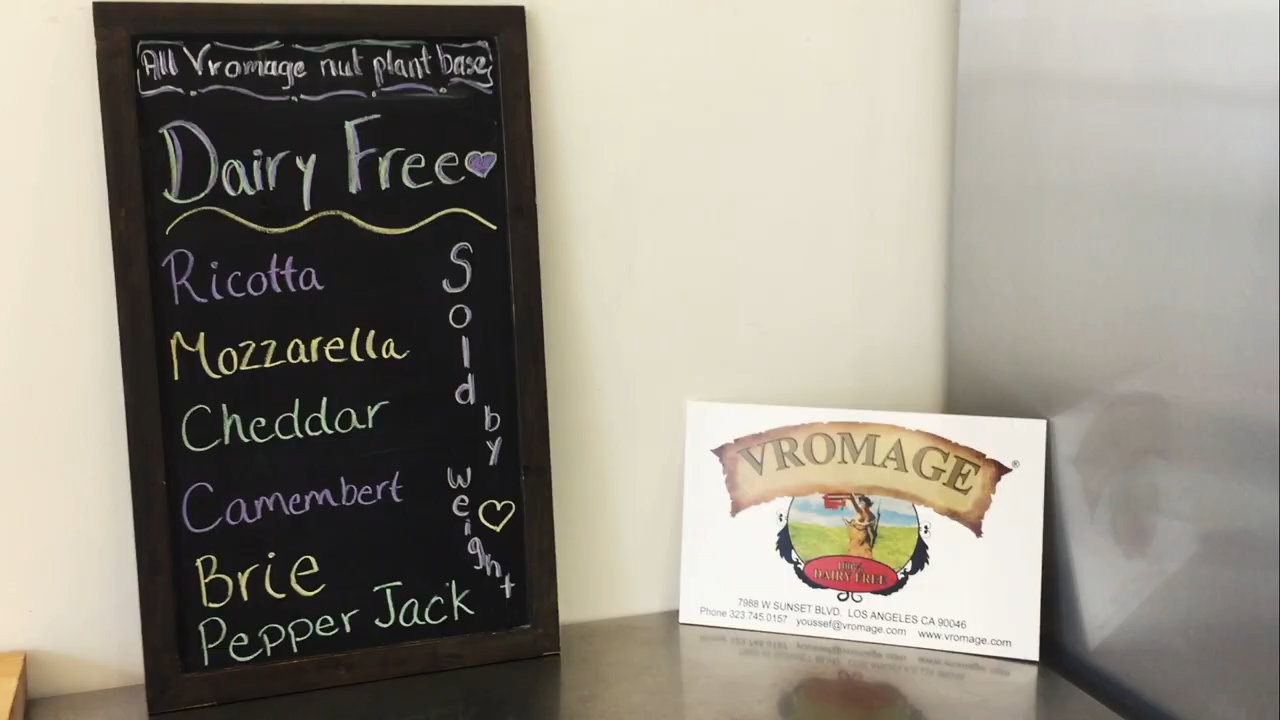 All Vromage nut plant base
Dairy Free
Ricotta
Mozzarella
Cheddar
Camembert
Brie
Pepper Jack
Sold
by
weight
VROMAGE
®
100%
DAIRY FREE
7988 W SUNSET BLVD. LOS ANGELES CA 90046
Phone 323.745.0157 youssef@vromage.com www.vromage.com